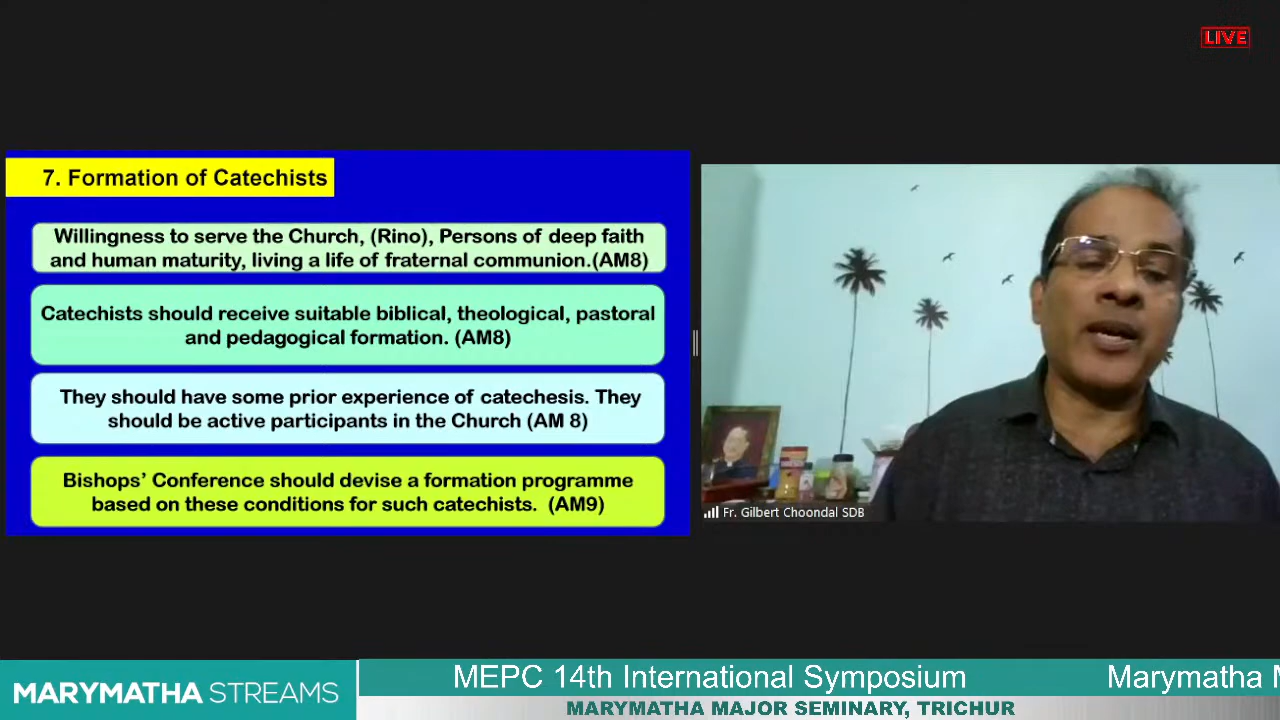 LIVE
7. Formation of Catechists
Willingness to serve the Church, (Rino), Persons of deep faith
and human maturity, living a life of fraternal communion.(AM8)
Catechists should receive suitable biblical, theological, pastoral
and pedagogical formation. (AM8)
They should have some prior experience of catechesis. They
should be active participants in the Church (AM 8)
Bishops’ Conference should devise a formation programme
based on these conditions for such catechists.  (AM9)
Fr. Gilbert Choondal SDB
MARYMATHA STREAMS
MEPC 14th International Symposium
Marymatha
MARYMATHA MAJOR SEMINARY, TRICHUR